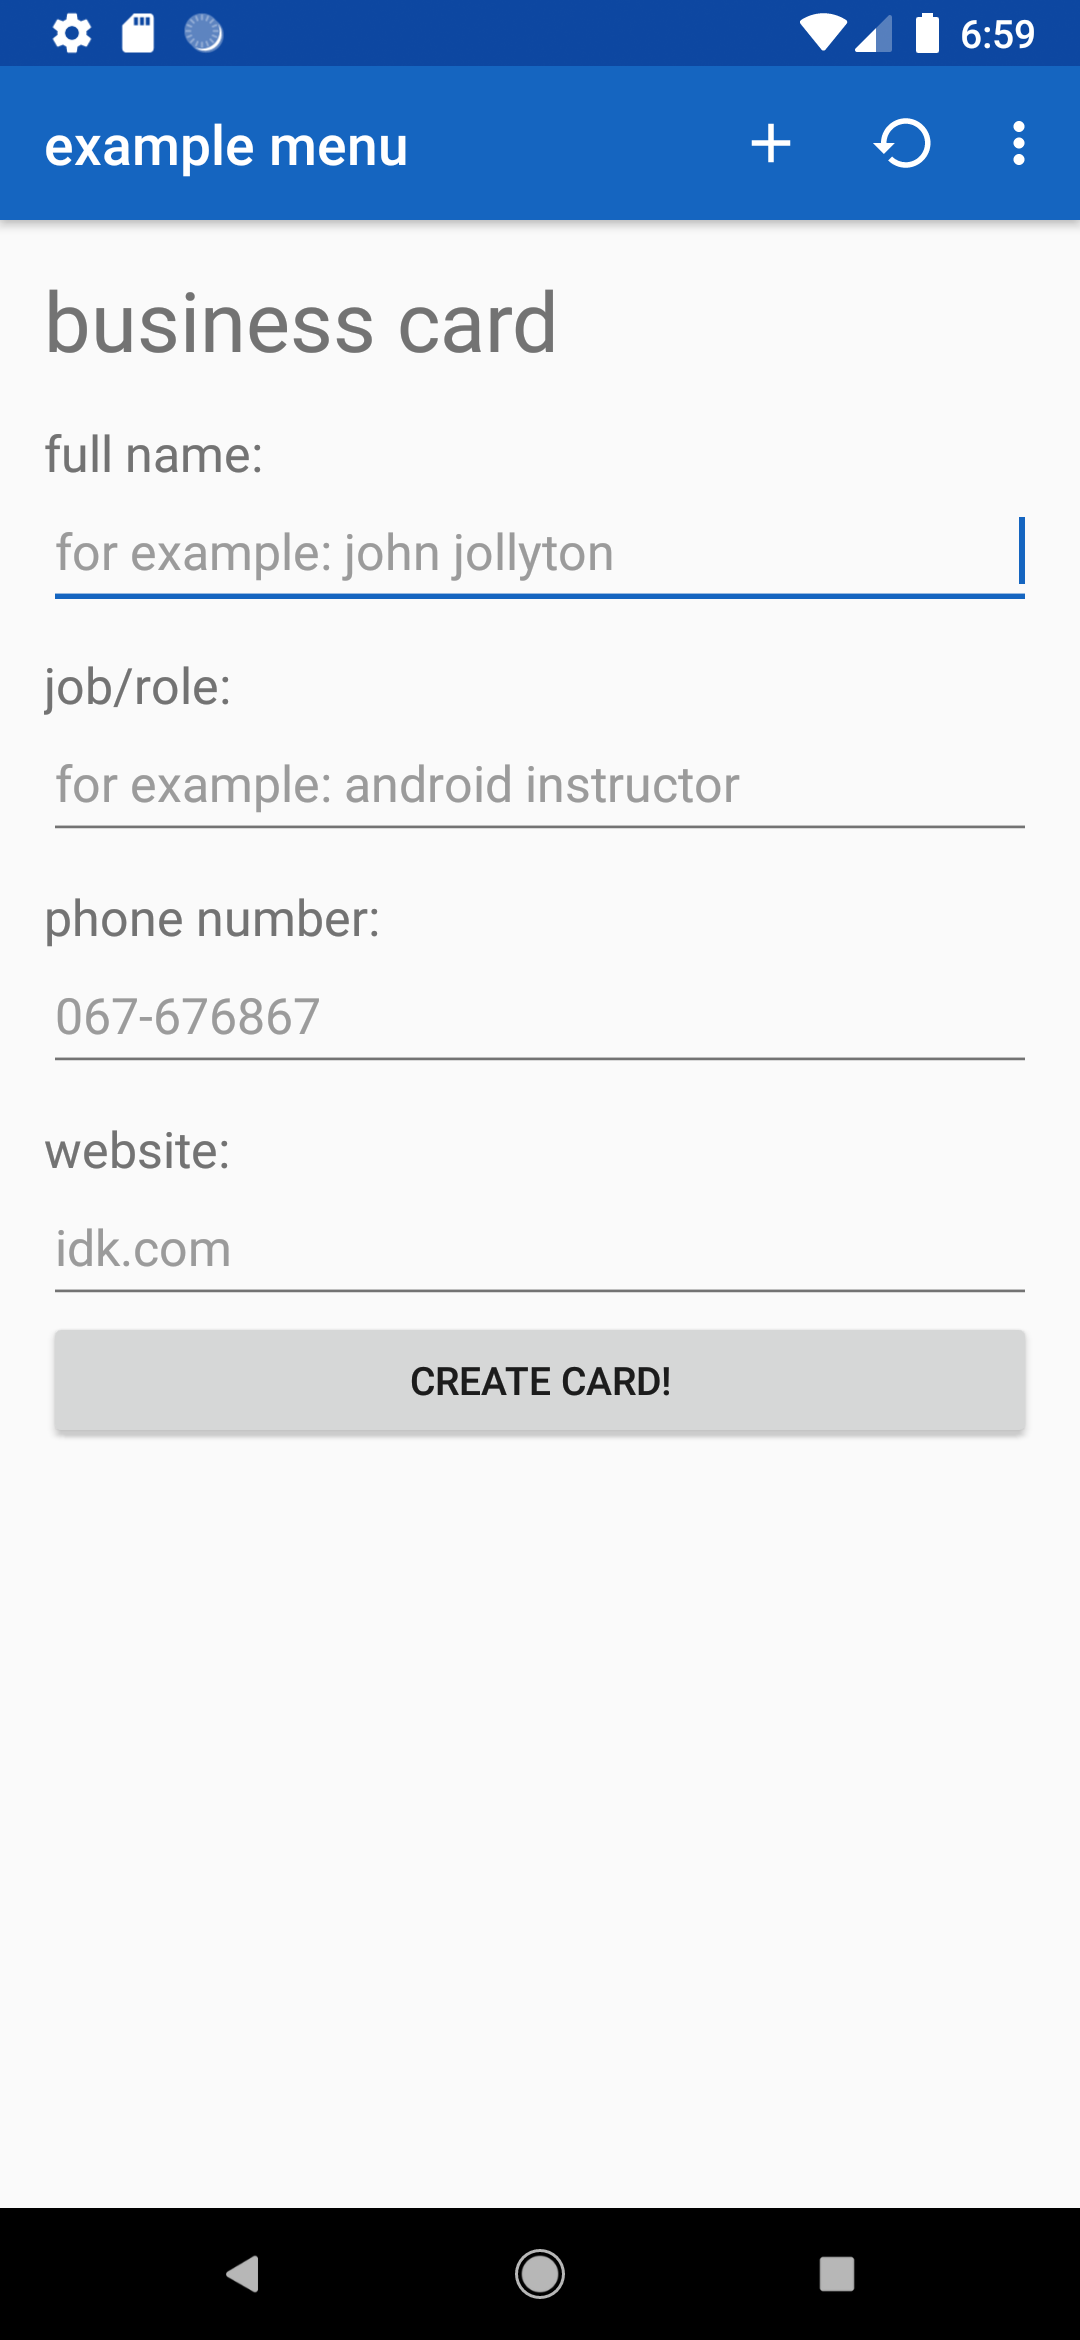 6:59
example menu
business card
full name:
for example: john jollyton
job/role:
for example: android instructor
phone number:
067-676867
website:
idk.com
CREATE CARD!